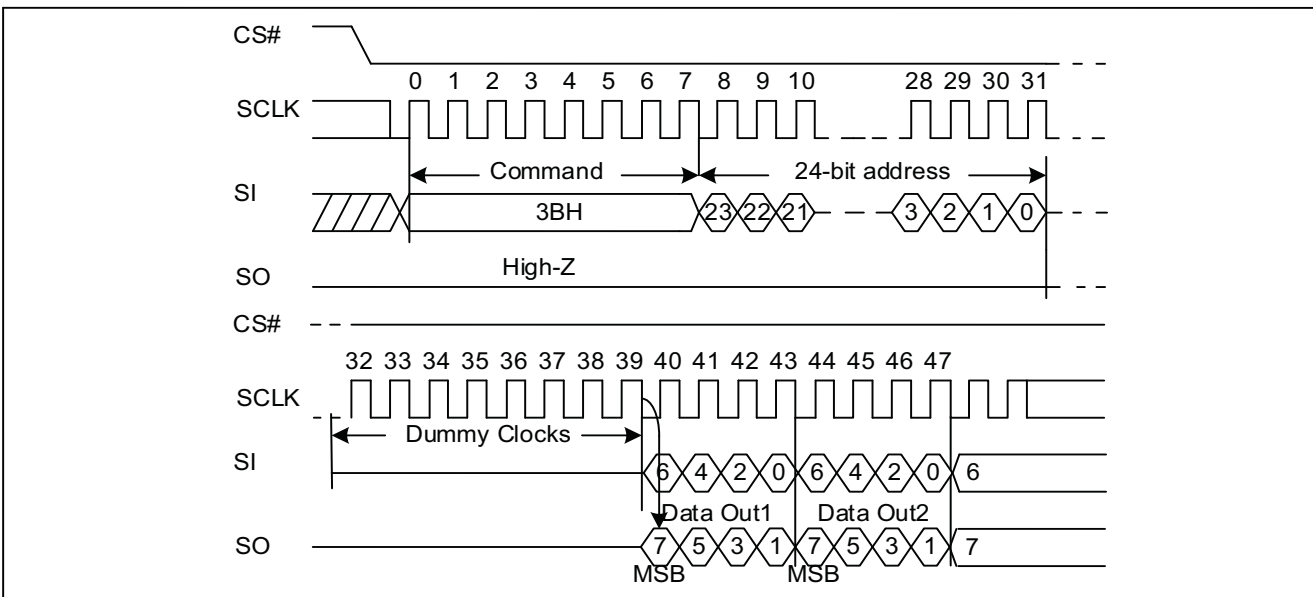 CS#
0 1 2 3 4 5 6 7 8 9 10 28 29 30 31
SCLK
Command 24-bit address
SI
3BH 23 22 21 3 2 1 0
High-Z
SO
CS#
32 33 34 35 36 37 38 39 40 41 42 43 44 45 46 47
SCLK
Dummy Clocks
SI 6 4 2 0 6 4 2 0 6
Data Out1 Data Out2
SO 7 5 3 1 7 5 3 1 7
MSB MSB